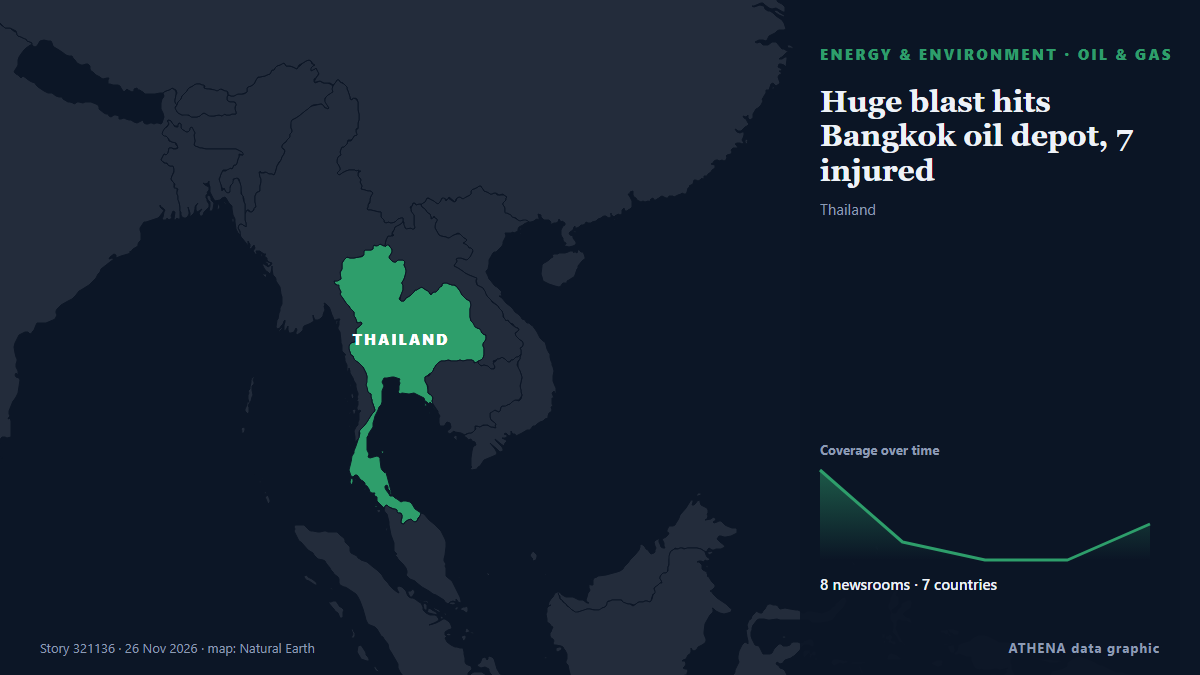 ENERGY & ENVIRONMENT · OIL & GAS
Huge blast hits
Bangkok oil depot, 7
injured
Thailand
THAILAND
Coverage over time
8 newsrooms · 7 countries
Story 321136 · 26 Nov 2026 · map: Natural Earth
ATHENA data graphic